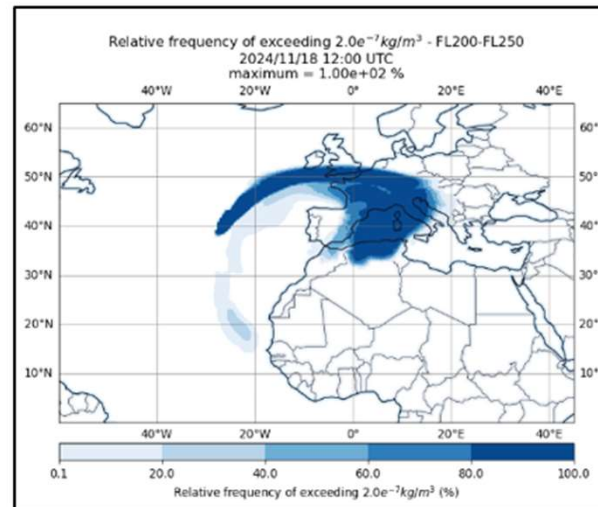 Relative frequency of exceeding 2.0e⁻⁷kg/m³ - FL200-FL250
2024/11/18 12:00 UTC
maximum = 1.00e+02 %
40°W 20°W 0° 20°E 40°E
60°N 60°
50°N 50°
40°N 40°
30°N 30°
20°N 20°
10°N 10°
40°W 20°W 0° 20°E 40°E
0.1 20.0 40.0 60.0 80.0 100.0
Relative frequency of exceeding 2.0e⁻⁷kg/m³ (%)